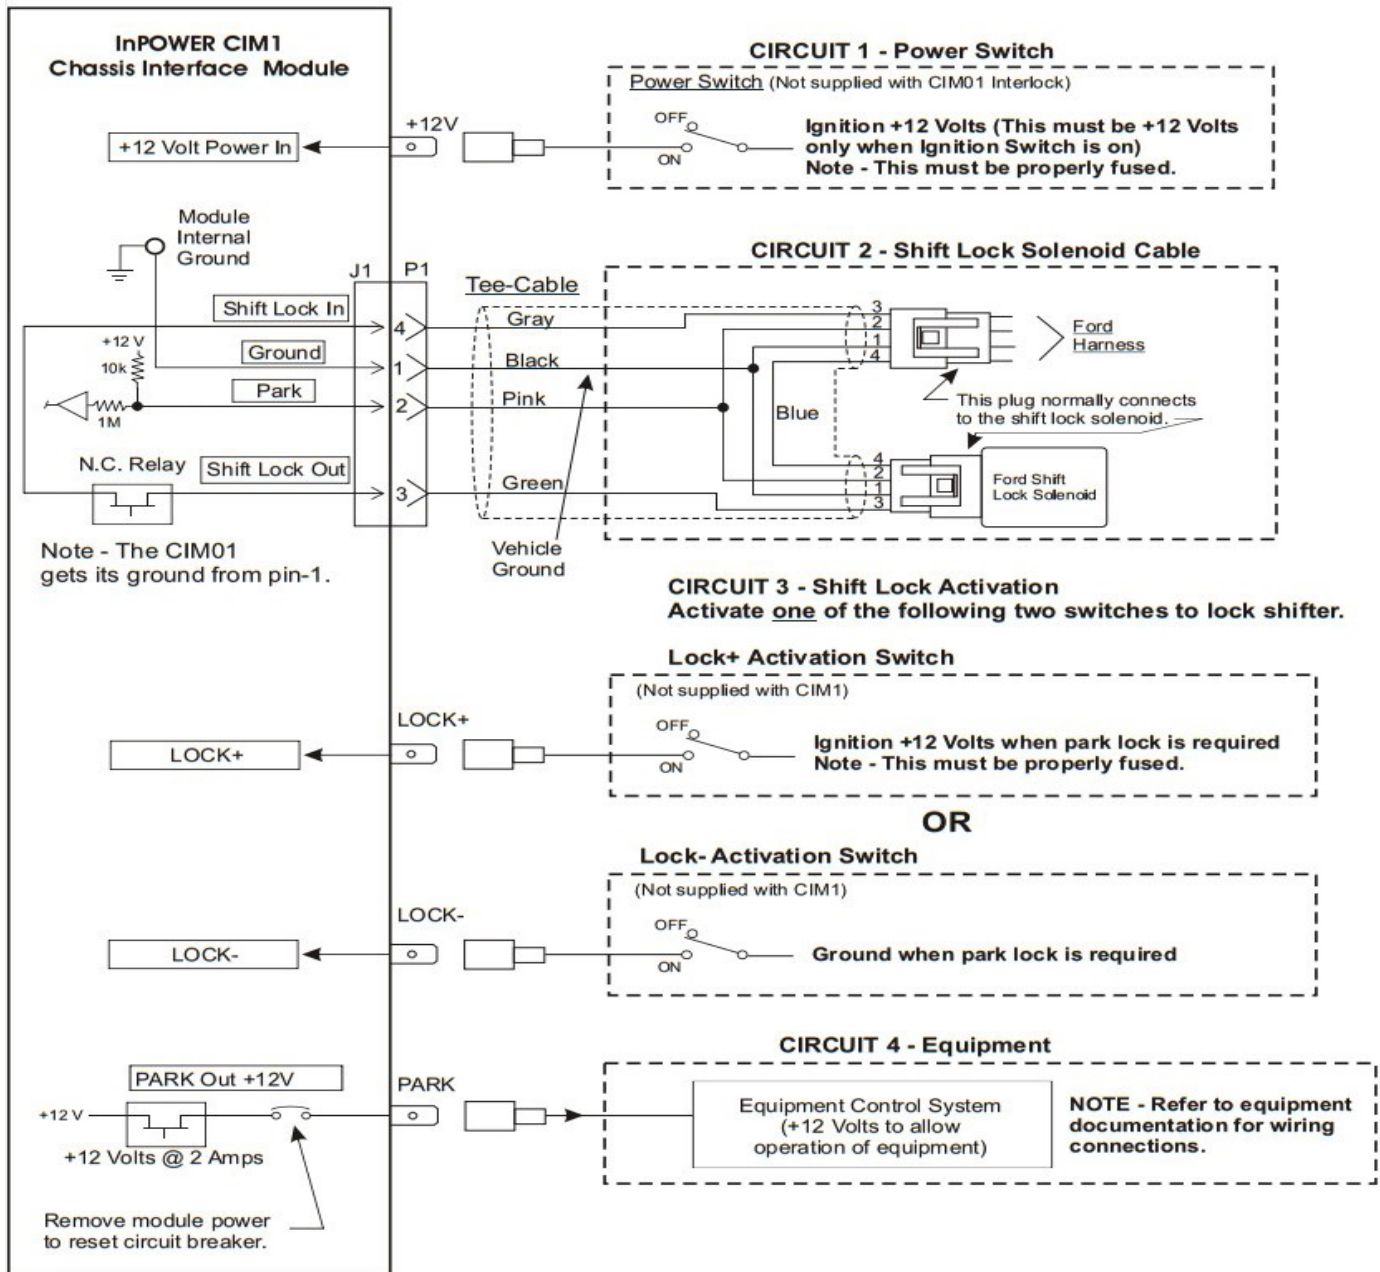 InPOWER CIM1
Chassis Interface Module
CIRCUIT 1 - Power Switch
Power Switch (Not supplied with CIM01 Interlock)
+12V
+12 Volt Power In
OFF
ON
Ignition +12 Volts (This must be +12 Volts
only when Ignition Switch is on)
Note - This must be properly fused.
Module
Internal
Ground
CIRCUIT 2 - Shift Lock Solenoid Cable
J1
P1
Tee-Cable
Shift Lock In
4
Gray
3
2
1
4
Ford
Harness
+12 V
10k
Ground
1
Black
Park
2
Pink
1M
Blue
This plug normally connects
to the shift lock solenoid.
N.C. Relay
Shift Lock Out
3
Green
4
2
1
3
Ford Shift
Lock Solenoid
Note - The CIM01
gets its ground from pin-1.
Vehicle
Ground
CIRCUIT 3 - Shift Lock Activation
Activate one of the following two switches to lock shifter.
Lock+ Activation Switch
(Not supplied with CIM1)
LOCK+
LOCK+
OFF
ON
Ignition +12 Volts when park lock is required
Note - This must be properly fused.
OR
Lock- Activation Switch
(Not supplied with CIM1)
LOCK-
LOCK-
OFF
ON
Ground when park lock is required
CIRCUIT 4 - Equipment
PARK Out +12V
PARK
+12 V
+12 Volts @ 2 Amps
Equipment Control System
(+12 Volts to allow
operation of equipment)
NOTE - Refer to equipment
documentation for wiring
connections.
Remove module power
to reset circuit breaker.